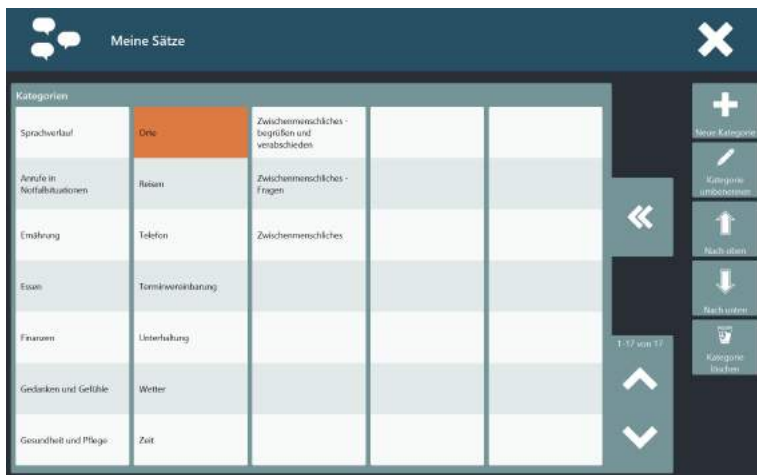 Meine Sätze
Kategorien
Sprachverlauf
Anrufe in
Notfallsituationen
Ernährung
Essen
Finanzen
Gedanken und Gefühle
Gesundheit und Pflege
Orte
Reisen
Telefon
Terminvereinbarung
Unterhaltung
Wetter
Zeit
Zwischenmenschliches -
begrüßen und
verabschieden
Zwischenmenschliches -
Fragen
Zwischenmenschliches
1-17 von 17
Neue Kategorie
Kategorie
umbenennen
Nach oben
Nach unten
Kategorie
löschen